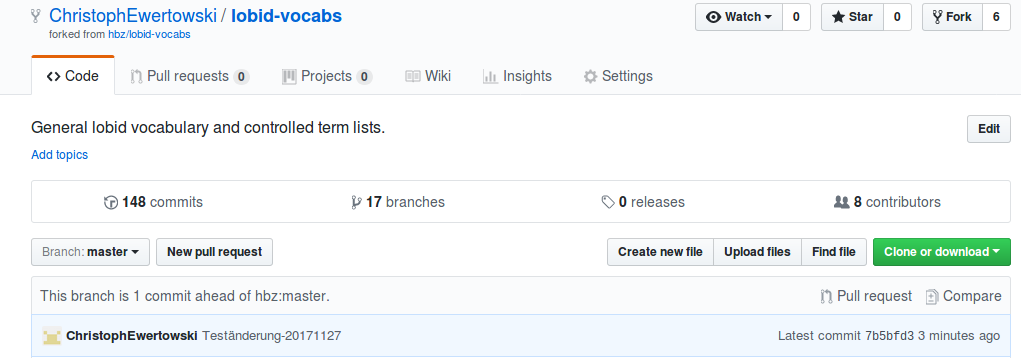 ChristophEwertowski / lobid-vocabs Watch 0 Star 0 Fork 6
forked from hbz/lobid-vocabs
Code Pull requests 0 Projects 0 Wiki Insights Settings
General lobid vocabulary and controlled term lists. Edit
Add topics
148 commits 17 branches 0 releases 8 contributors
Branch: master New pull request Create new file Upload files Find file Clone or download
This branch is 1 commit ahead of hbz:master. Pull request Compare
ChristophEwertowski Teständerung-20171127 Latest commit 7b5bfd3 3 minutes ago